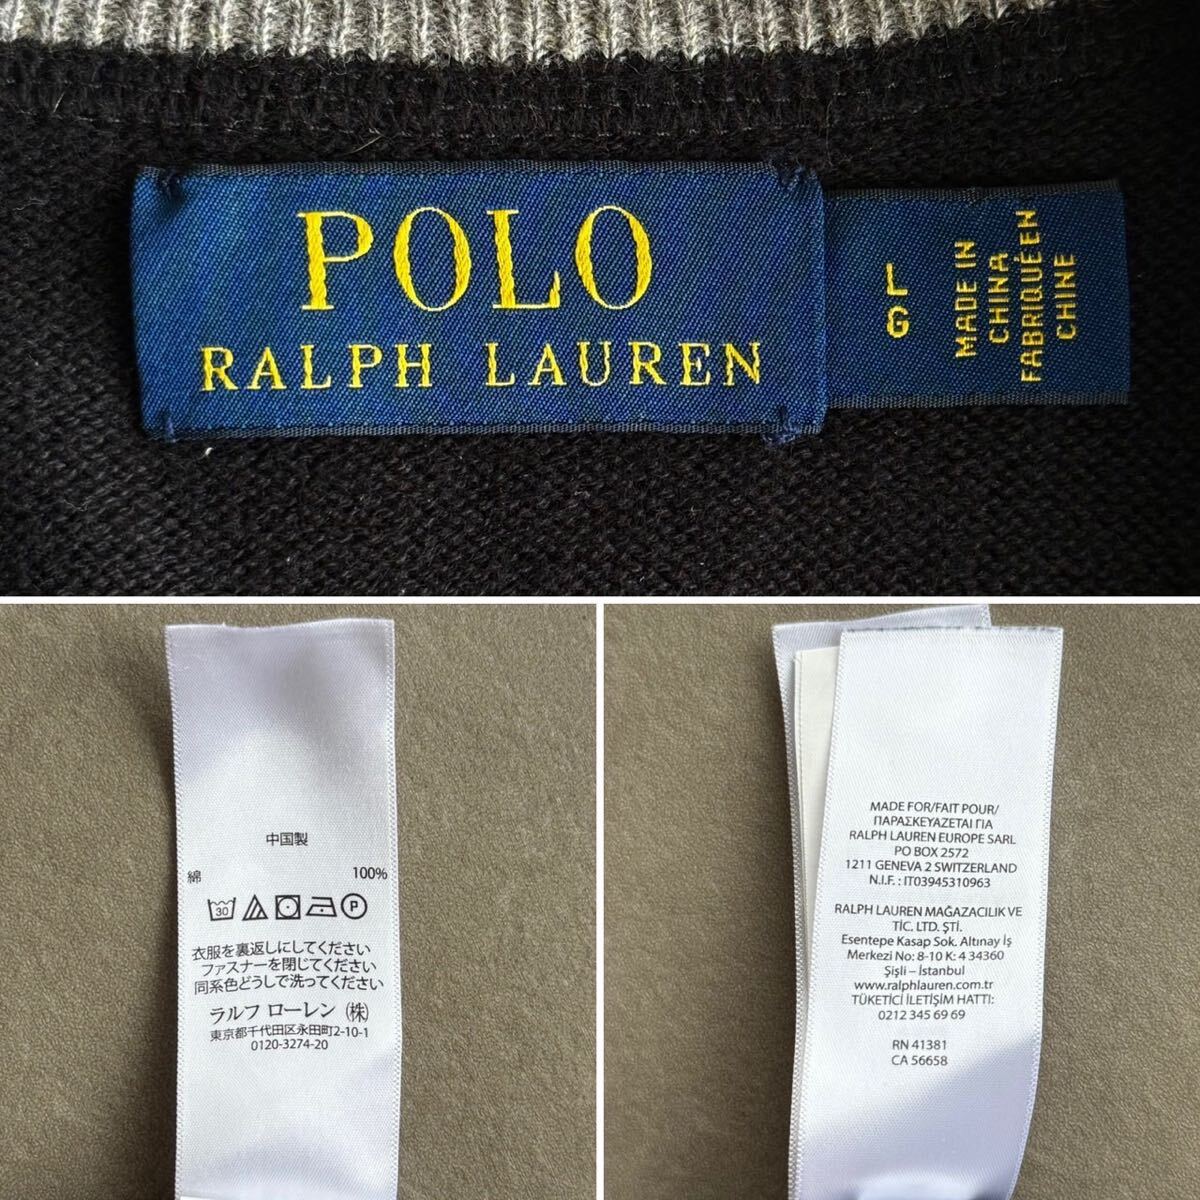 POLO
RALPH LAUREN
L
G
MADE IN
CHINA
FABRIQUÉ EN
CHINE
中国製
綿 100%
30 P
衣服を裏返しにしてください
ファスナーを閉じてください
同系色どうしで洗ってください
ラルフ ローレン (株)
東京都千代田区永田町2-10-1
0120-3274-20
MADE FOR/FAIT POUR/
ΠΑΡΑΣΚΕΥΑΖΕΤΑΙ ΓΙΑ
RALPH LAUREN EUROPE SARL
PO BOX 2572
1211 GENEVA 2 SWITZERLAND
N.I.F. : IT03945310963
RALPH LAUREN MAĞAZACILIK VE
TİC. LTD. ŞTİ.
Esentepe Kasap Sok. Altınay İş
Merkezi No: 8-10 K: 4 34360
Şişli – İstanbul
www.ralphlauren.com.tr
TÜKETİCİ İLETİŞİM HATTI:
0212 345 69 69
RN 41381
CA 56658